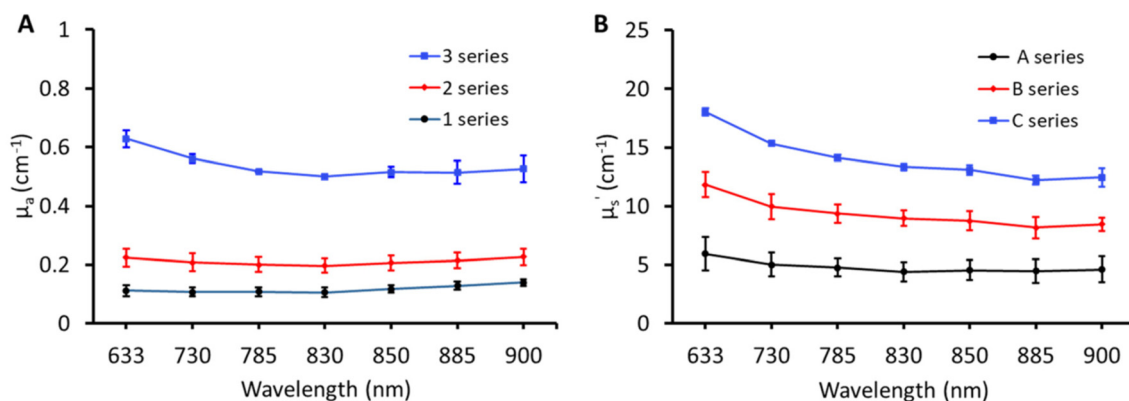 A
1
0.8
0.6
0.4
0.2
0
μa (cm⁻¹)
3 series
2 series
1 series
633 730 785 830 850 885 900
Wavelength (nm)
B
25
20
15
10
5
0
μs' (cm⁻¹)
A series
B series
C series
633 730 785 830 850 885 900
Wavelength (nm)